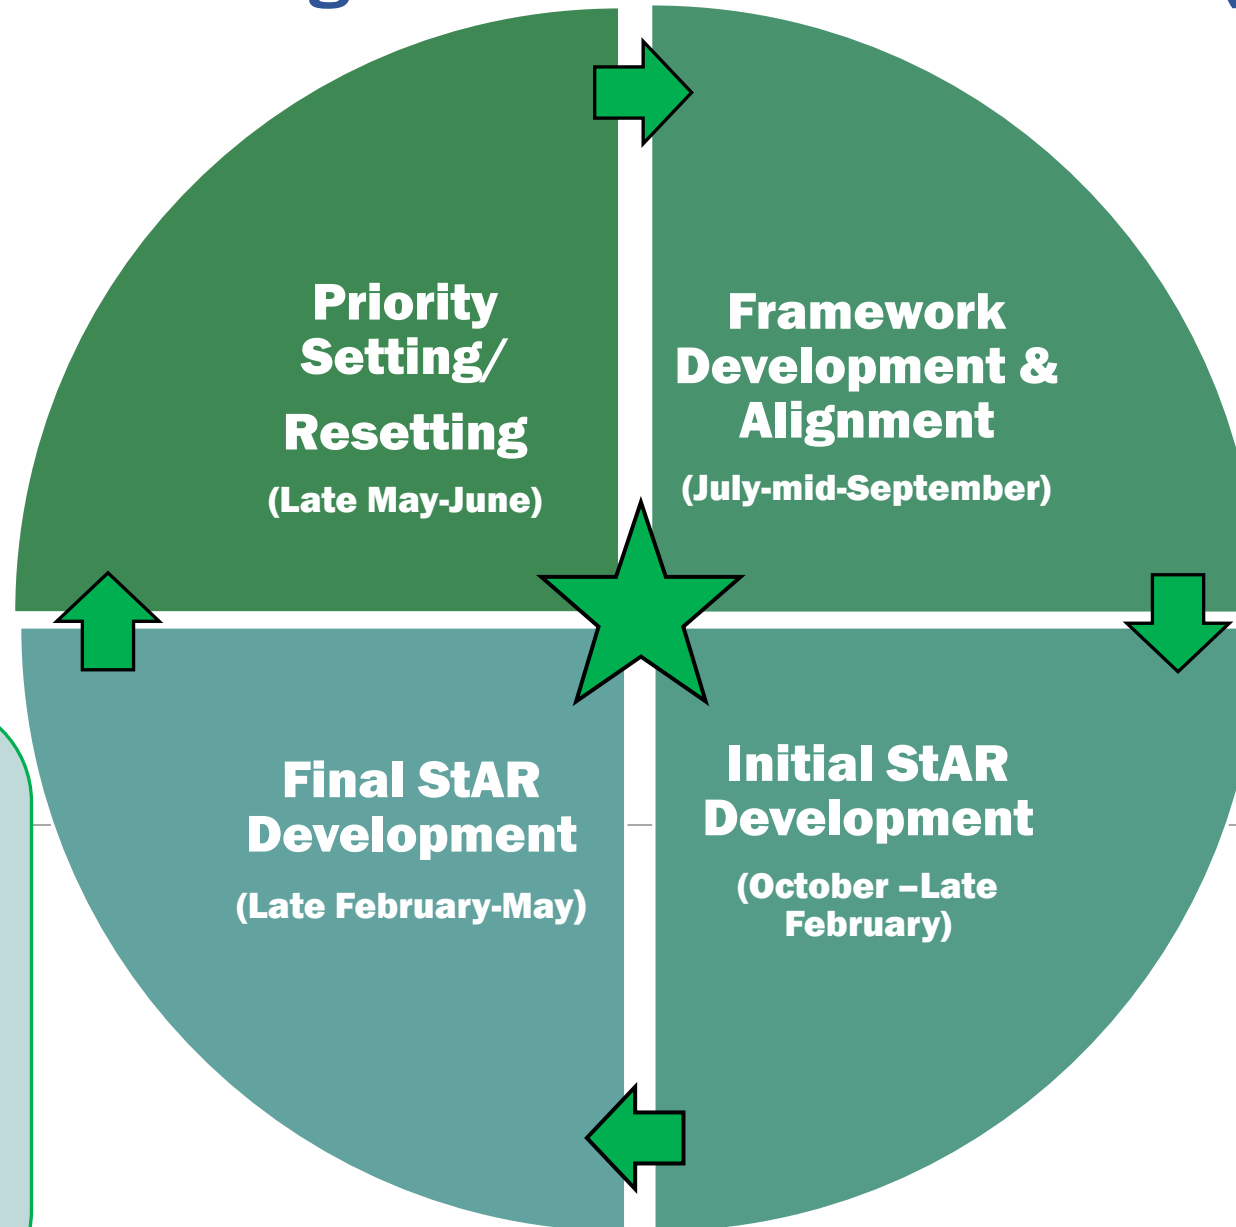 Priority
Setting/
Resetting
(Late May-June)
Framework
Development &
Alignment
(July-mid-September)
Final StAR
Development
(Late February-May)
Initial StAR
Development
(October –Late
February)